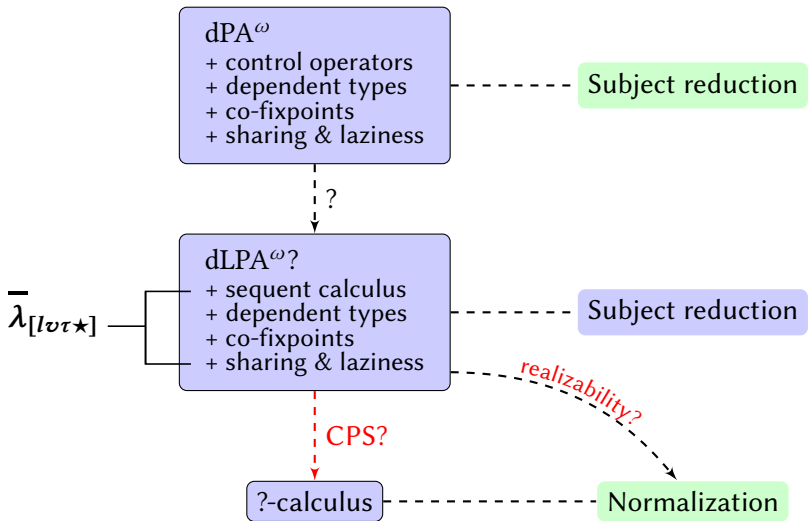 dPA^ω
+ control operators
+ dependent types
+ co-fixpoints
+ sharing & laziness
Subject reduction
?
dLPA^ω?
+ sequent calculus
+ dependent types
+ co-fixpoints
+ sharing & laziness
λ̅_[lvτ★]
Subject reduction
realizability?
CPS?
?-calculus
Normalization